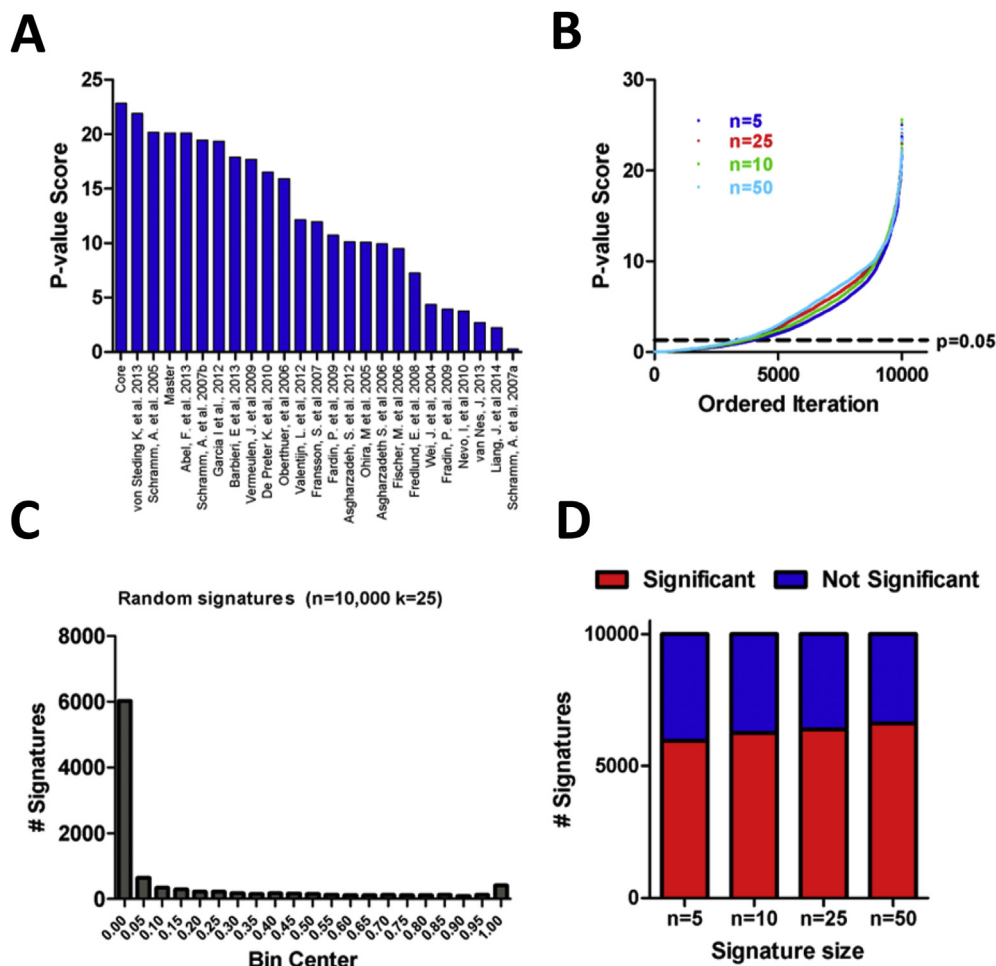 A
P-value Score
25
20
15
10
5
0
Core
von Steding K, et al. 2013
Schramm, A. et al. 2005
Master
Abel, F. et al. 2013
Schramm, A. et al. 2007b
Garcia I et al., 2012
Barbieri, E et al, 2013
Vermeulen, J. et al 2009
De Preter K. et al, 2010
Oberthuer, et al 2006
Valentijn, L. et al, 2012
Fransson, S. et al 2007
Fardin, P. et al 2009
Asgharzadeh, S. et al. 2012
Ohira, M et al. 2005
Asgharzadeth S. et al. 2006
Fischer, M. et al 2006
Fredlund, E. et al. 2008
Wei, J. et al, 2004
Fradin, P. et al. 2009
Nevo, I, et al 2010
van Nes, J, 2013
Liang, J. et al 2014
Schramm, A. et al. 2007a
B
P-value Score
30
20
10
0
n=5
n=25
n=10
n=50
p=0.05
0
5000
10000
Ordered Iteration
C
Random signatures (n=10,000 k=25)
# Signatures
8000
6000
4000
2000
0
0.00
0.05
0.10
0.15
0.20
0.25
0.30
0.35
0.40
0.45
0.50
0.55
0.60
0.65
0.70
0.75
0.80
0.85
0.90
0.95
1.00
Bin Center
D
Significant
Not Significant
# Signatures
10000
5000
0
n=5
n=10
n=25
n=50
Signature size